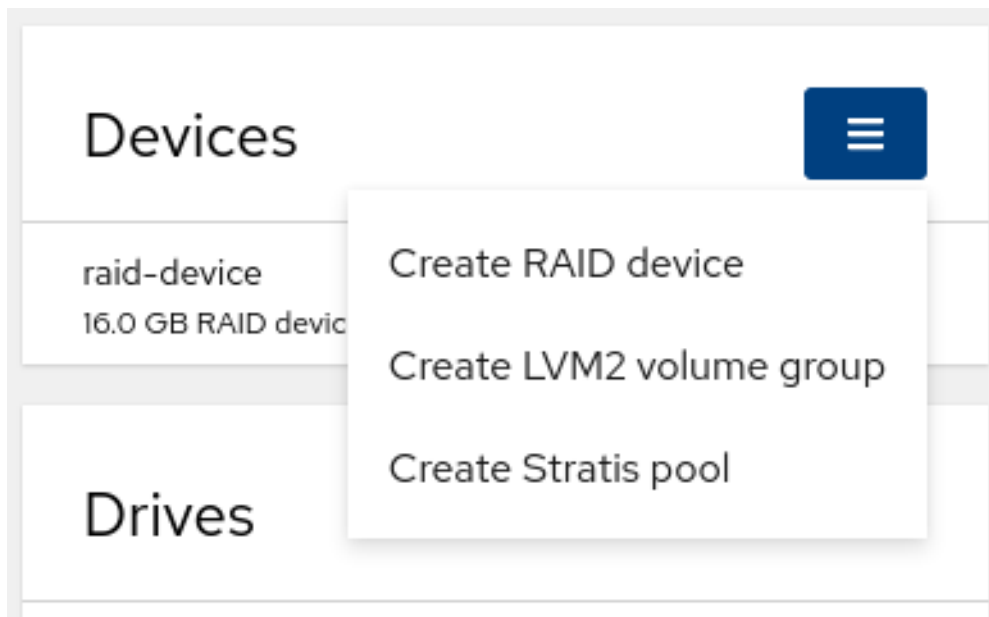 Devices
Create RAID device
raid-device
16.0 GB RAID devic
Create LVM2 volume group
Create Stratis pool
Drives